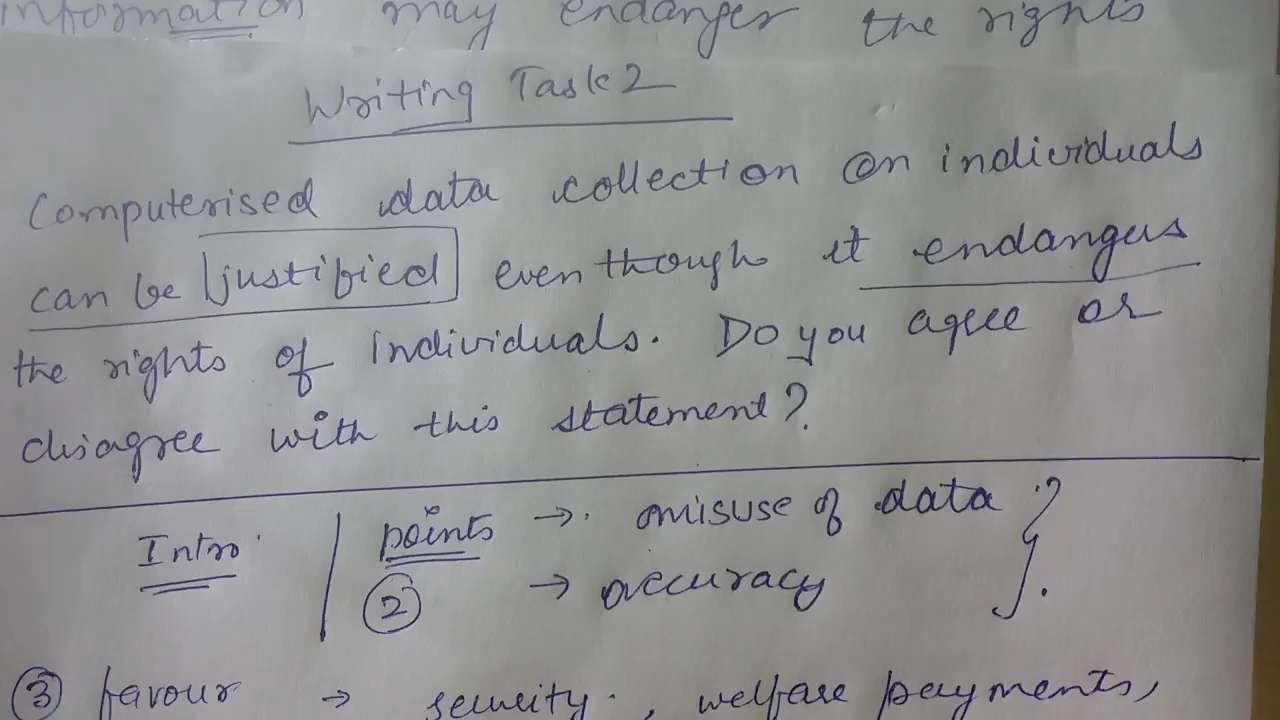 information may endanger the rights
Writing Task 2
Computerised data collection on individuals
can be justified even though it endangers
the rights of individuals. Do you agree or
disagree with this statement?
Intro. points → misuse of data
② → accuracy
③ favour → security, welfare payments,